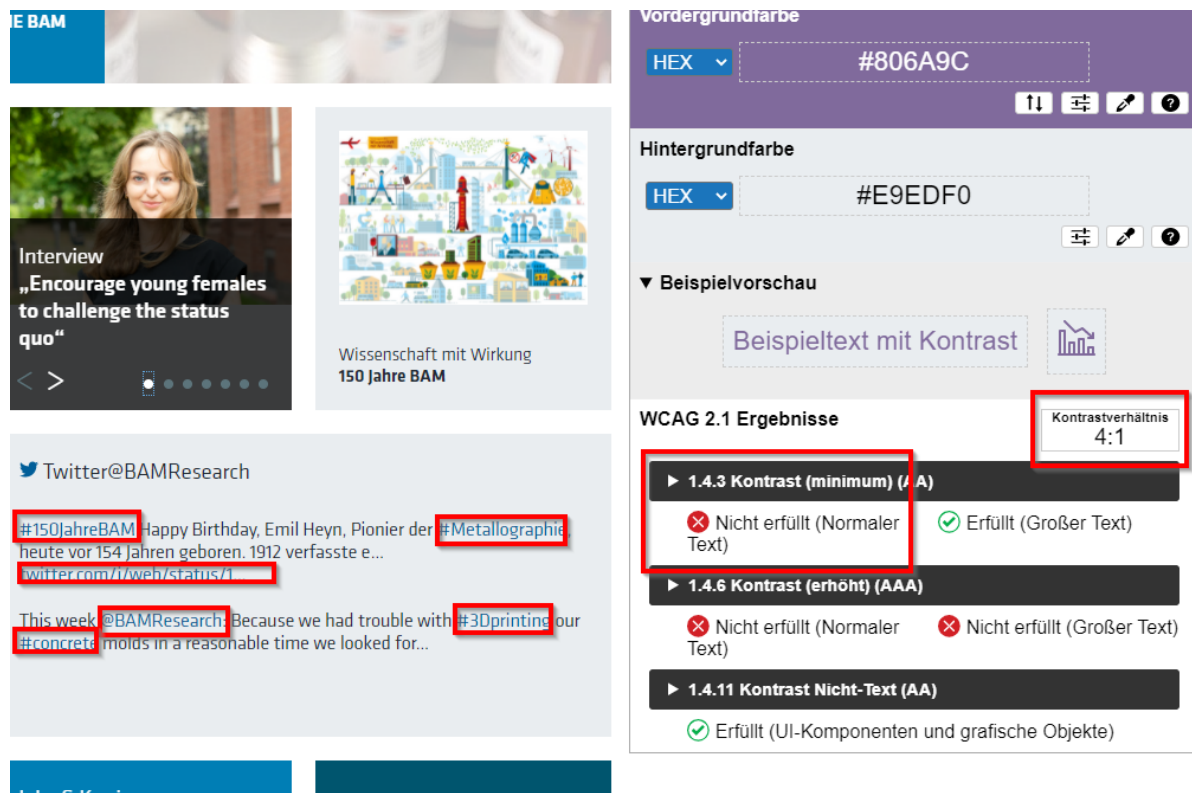 IE BAM
Interview
„Encourage young females
to challenge the status
quo“
Wissenschaft mit Wirkung
150 Jahre BAM
Twitter@BAMResearch
#150JahreBAM Happy Birthday, Emil Heyn, Pionier der #Metallographie,
heute vor 154 Jahren geboren. 1912 verfasste e...
twitter.com/i/web/status/1...
This week @BAMResearch: Because we had trouble with #3Dprinting our
#concrete molds in a reasonable time we looked for...
Vordergrundfarbe
HEX
#806A9C
Hintergrundfarbe
HEX
#E9EDF0
▼ Beispielvorschau
Beispieltext mit Kontrast
WCAG 2.1 Ergebnisse
Kontrastverhältnis
4:1
▶ 1.4.3 Kontrast (minimum) (AA)
Nicht erfüllt (Normaler
Text)
Erfüllt (Großer Text)
▶ 1.4.6 Kontrast (erhöht) (AAA)
Nicht erfüllt (Normaler
Text)
Nicht erfüllt (Großer Text)
▶ 1.4.11 Kontrast Nicht-Text (AA)
Erfüllt (UI-Komponenten und grafische Objekte)